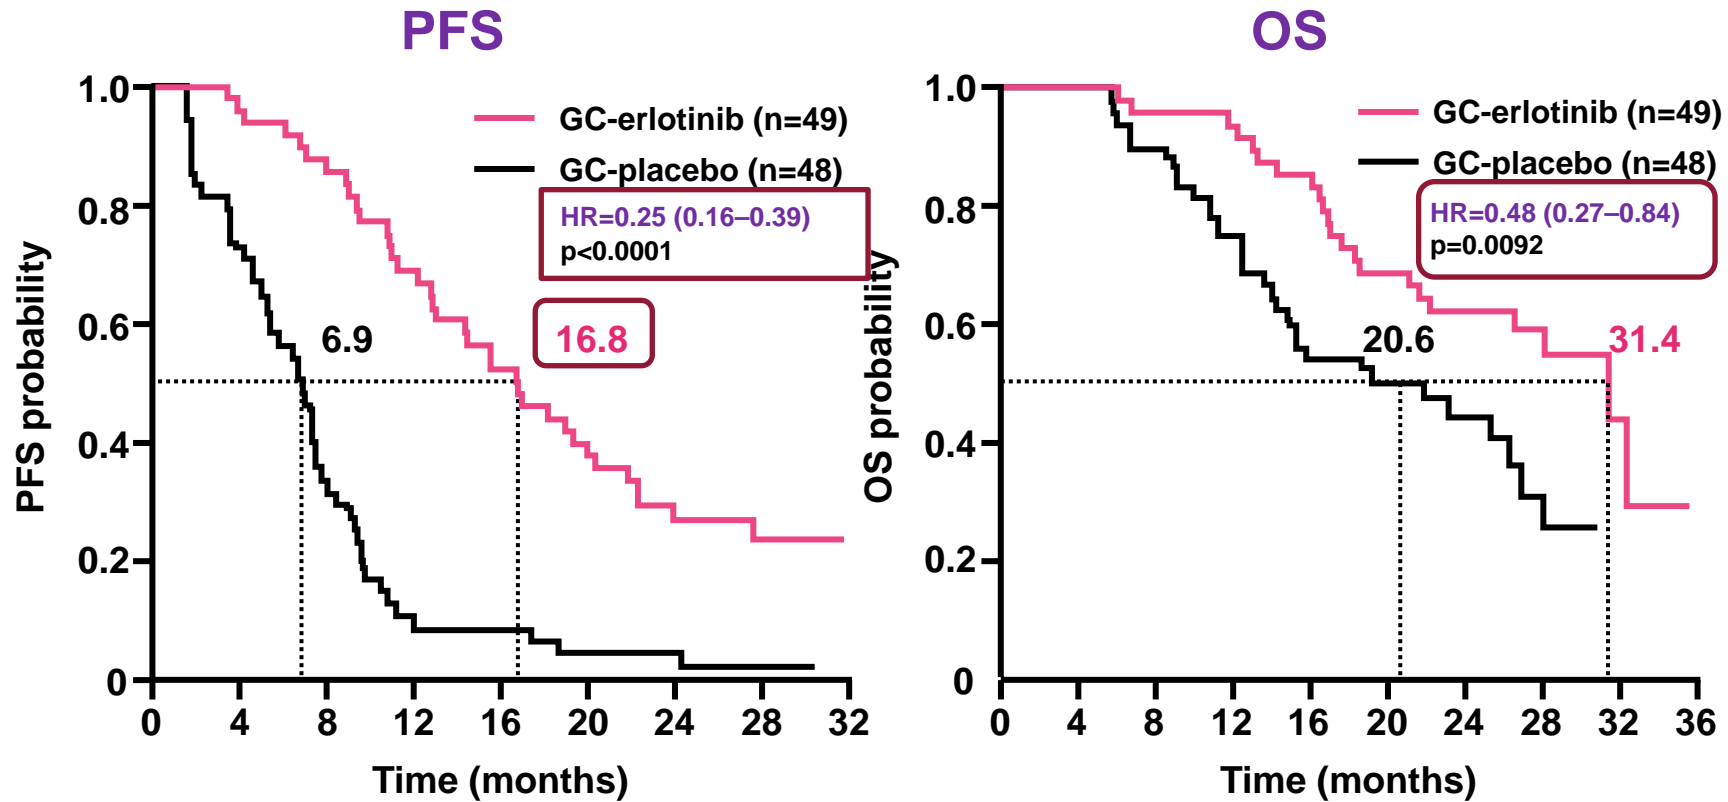 PFS
1.0
0.8
0.6
0.4
0.2
0
PFS probability
GC-erlotinib (n=49)
GC-placebo (n=48)
HR=0.25 (0.16–0.39)
p<0.0001
6.9
16.8
0 4 8 12 16 20 24 28 32
Time (months)
OS
1.0
0.8
0.6
0.4
0.2
0
OS probability
GC-erlotinib (n=49)
GC-placebo (n=48)
HR=0.48 (0.27–0.84)
p=0.0092
20.6
31.4
0 4 8 12 16 20 24 28 32 36
Time (months)